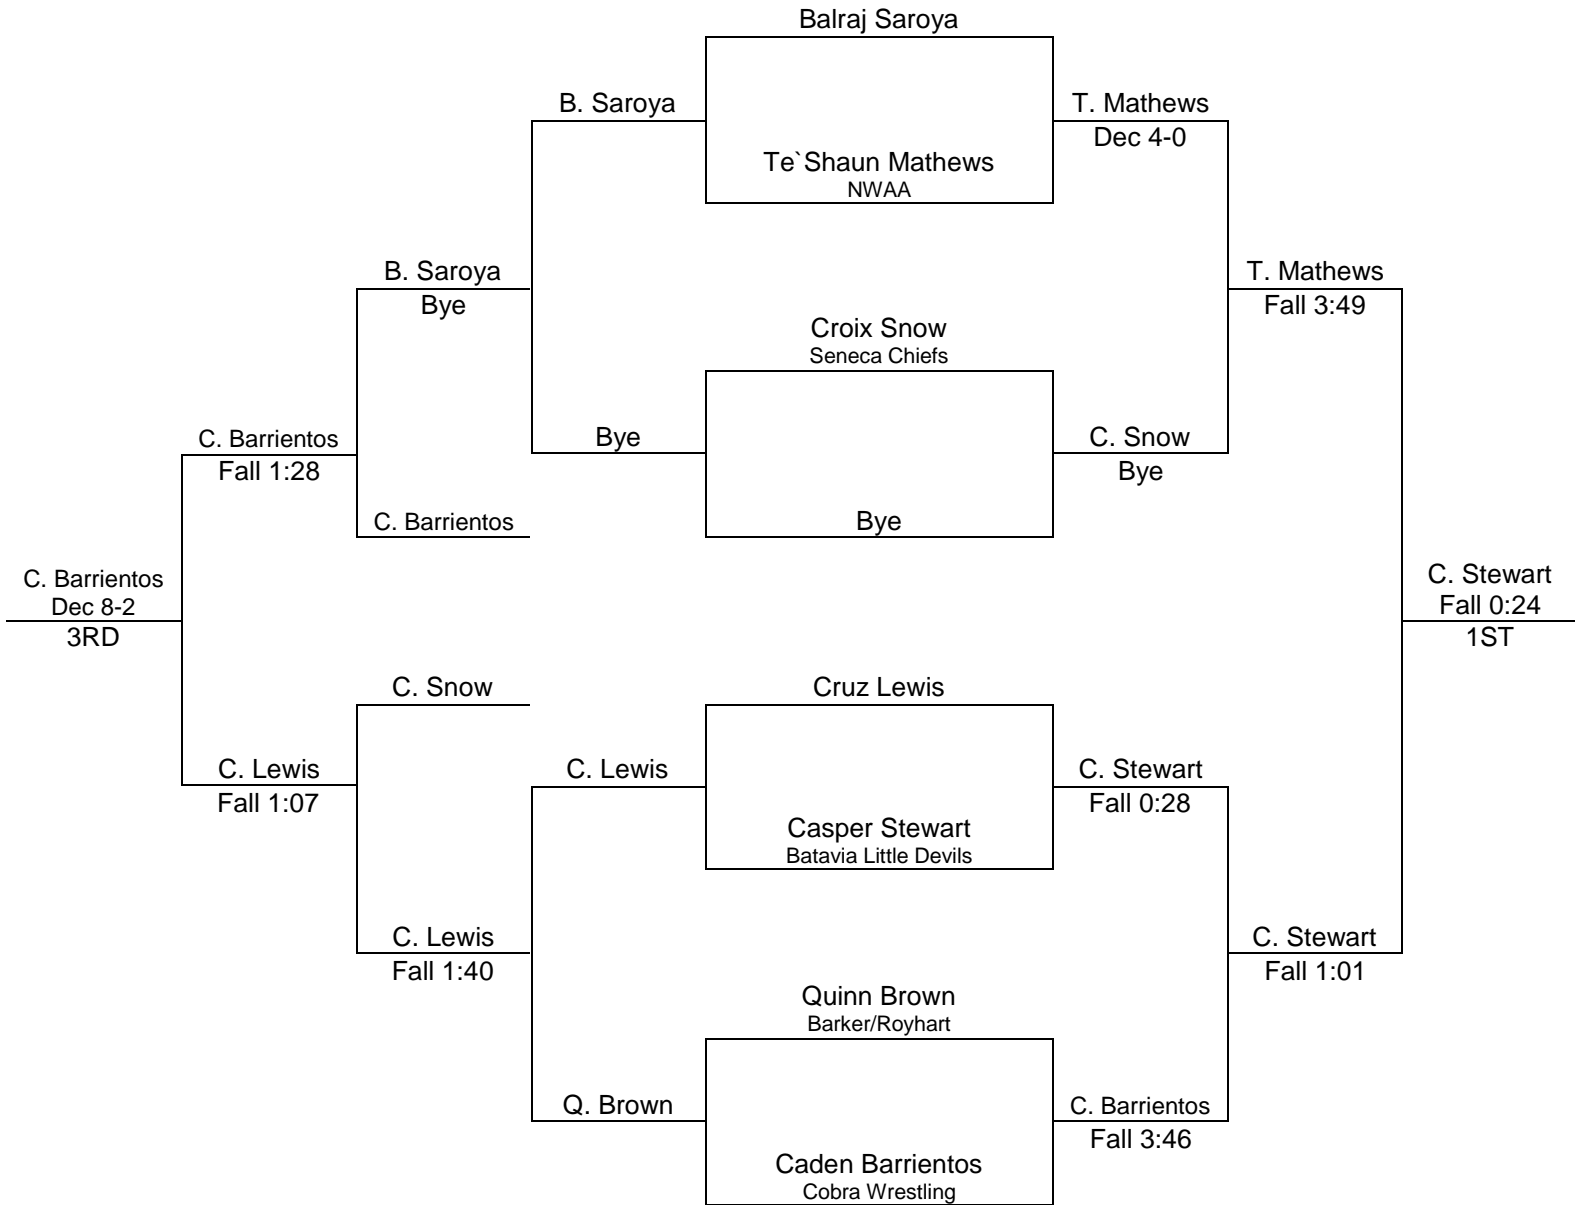 Balraj Saroya
B. Saroya
T. Mathews
Dec 4-0
Te`Shaun Mathews
NWAA
B. Saroya
Bye
T. Mathews
Fall 3:49
Croix Snow
Seneca Chiefs
C. Barrientos
Fall 1:28
Bye
C. Snow
Bye
C. Barrientos
Bye
C. Barrientos
Dec 8-2
3RD
C. Stewart
Fall 0:24
1ST
C. Snow
Cruz Lewis
C. Lewis
Fall 1:07
C. Lewis
C. Stewart
Fall 0:28
Casper Stewart
Batavia Little Devils
C. Lewis
Fall 1:40
C. Stewart
Fall 1:01
Quinn Brown
Barker/Royhart
Q. Brown
C. Barrientos
Fall 3:46
Caden Barrientos
Cobra Wrestling